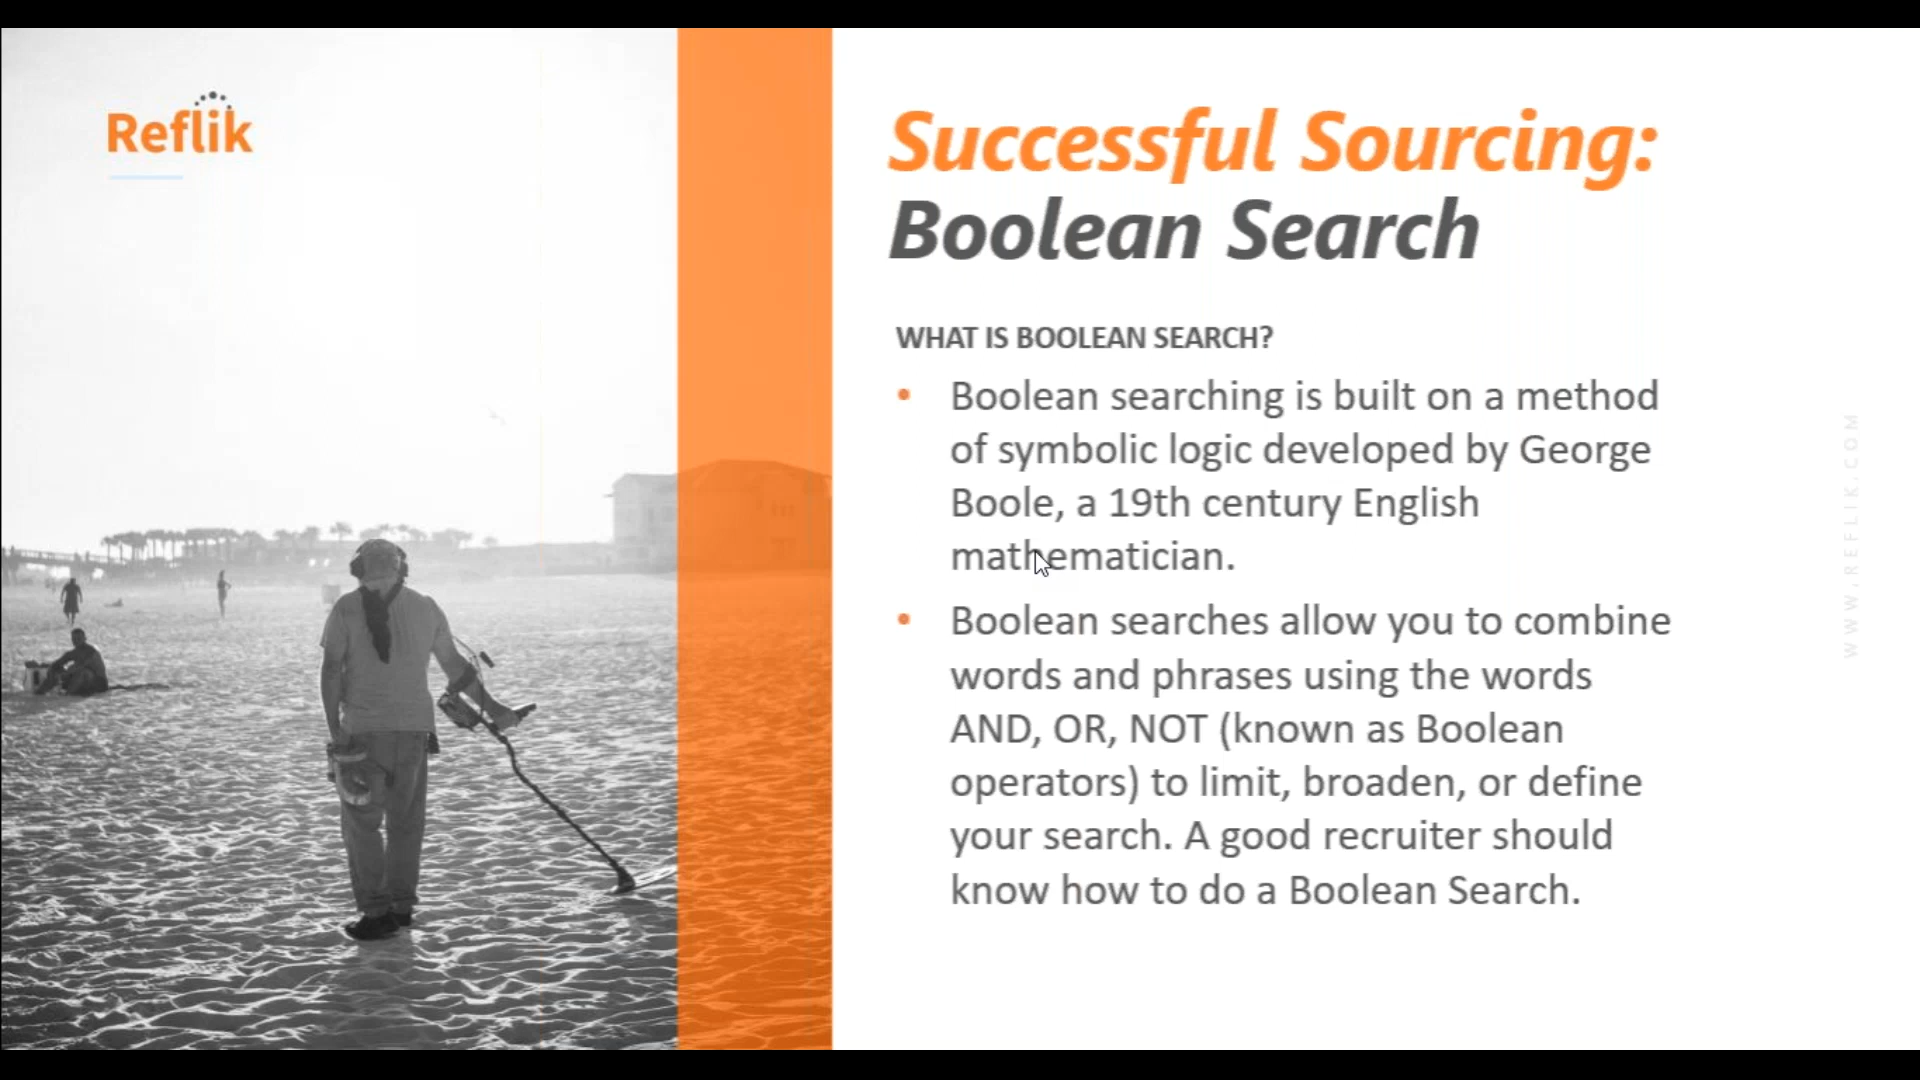 Reflik
Successful Sourcing:
Boolean Search
WHAT IS BOOLEAN SEARCH?
• Boolean searching is built on a method
of symbolic logic developed by George
Boole, a 19th century English
mathematician.
• Boolean searches allow you to combine
words and phrases using the words
AND, OR, NOT (known as Boolean
operators) to limit, broaden, or define
your search. A good recruiter should
know how to do a Boolean Search.
WWW.REFLIK.COM